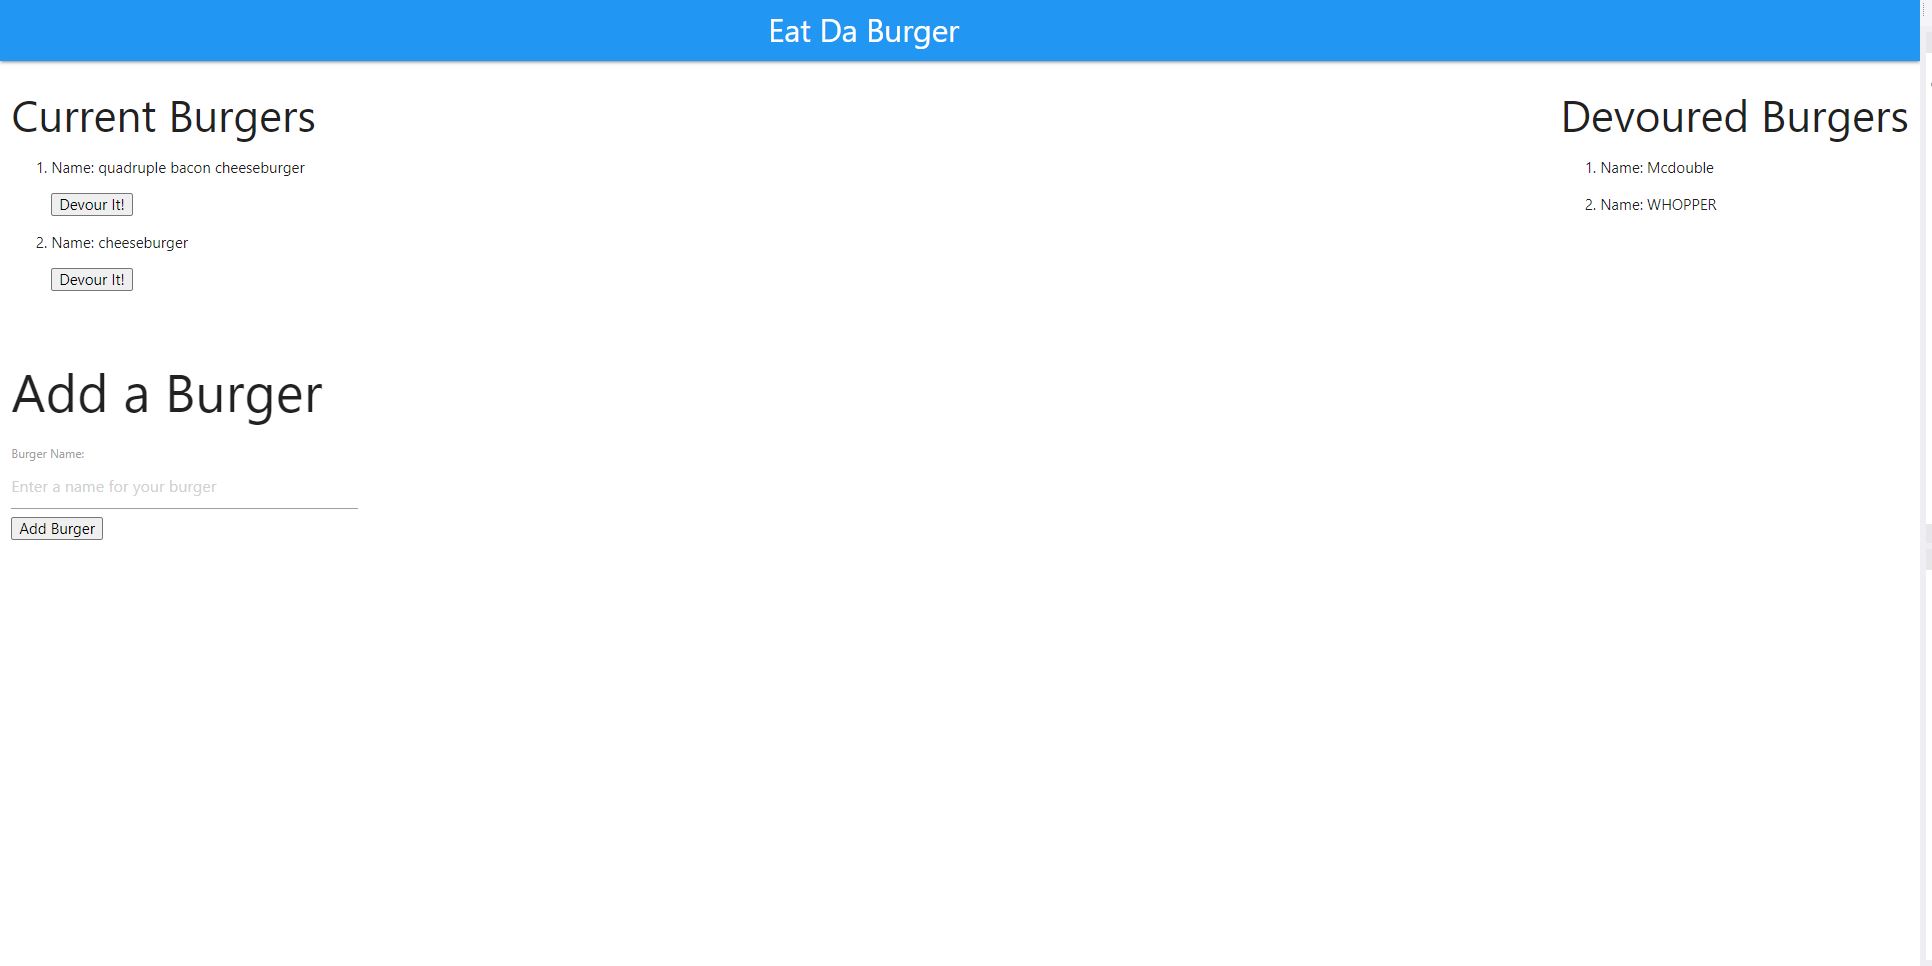 Eat Da Burger
Current Burgers
1. Name: quadruple bacon cheeseburger
Devour It!
2. Name: cheeseburger
Devour It!
Devoured Burgers
1. Name: Mcdouble
2. Name: WHOPPER
Add a Burger
Burger Name:
Enter a name for your burger
Add Burger